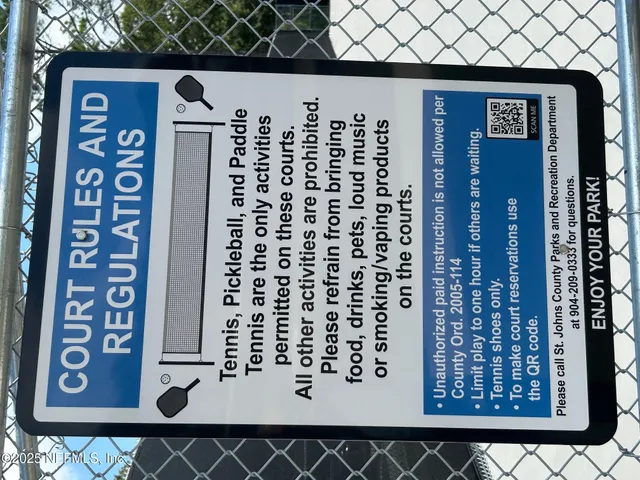 COURT RULES AND
REGULATIONS
Tennis, Pickleball, and Paddle
Tennis are the only activities
permitted on these courts.
All other activities are prohibited.
Please refrain from bringing
food, drinks, pets, loud music
or smoking/vaping products
on the courts.
• Unauthorized paid instruction is not allowed per
County Ord. 2005-114
• Limit play to one hour if others are waiting.
• Tennis shoes only.
• To make court reservations use
the QR code.
SCAN ME
Please call St. Johns County Parks and Recreation Department
at 904-209-0333 for questions.
ENJOY YOUR PARK!
©2025 NEFMLS, Inc.